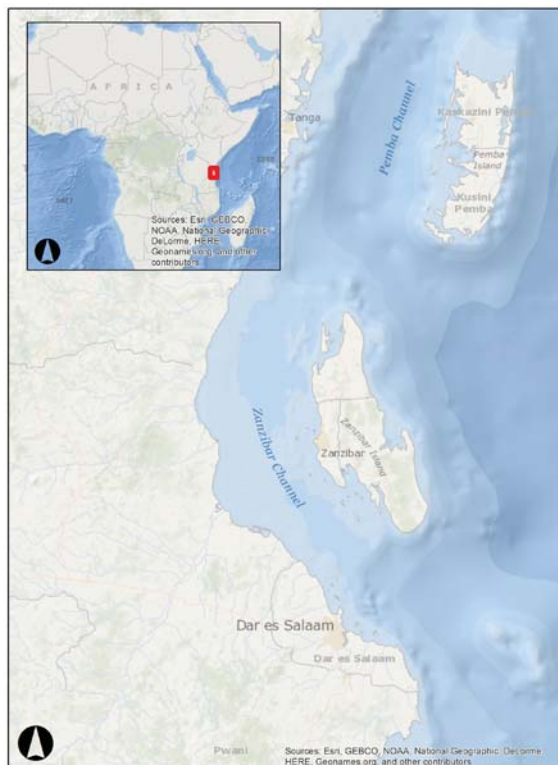 A F R I C A
Sources: Esri, GEBCO,
NOAA, National Geographic,
DeLorme, HERE,
Geonames.org, and other
contributors
Tanga
Pemba Channel
Kaskazini Pemba
Pemba
Island
Kusini
Pemba
Zanzibar Channel
Zanzibar
Zanzibar Island
Dar es Salaam
Dar es Salaam
Pwani
Sources: Esri, GEBCO, NOAA, National Geographic, DeLorme,
HERE, Geonames.org, and other contributors